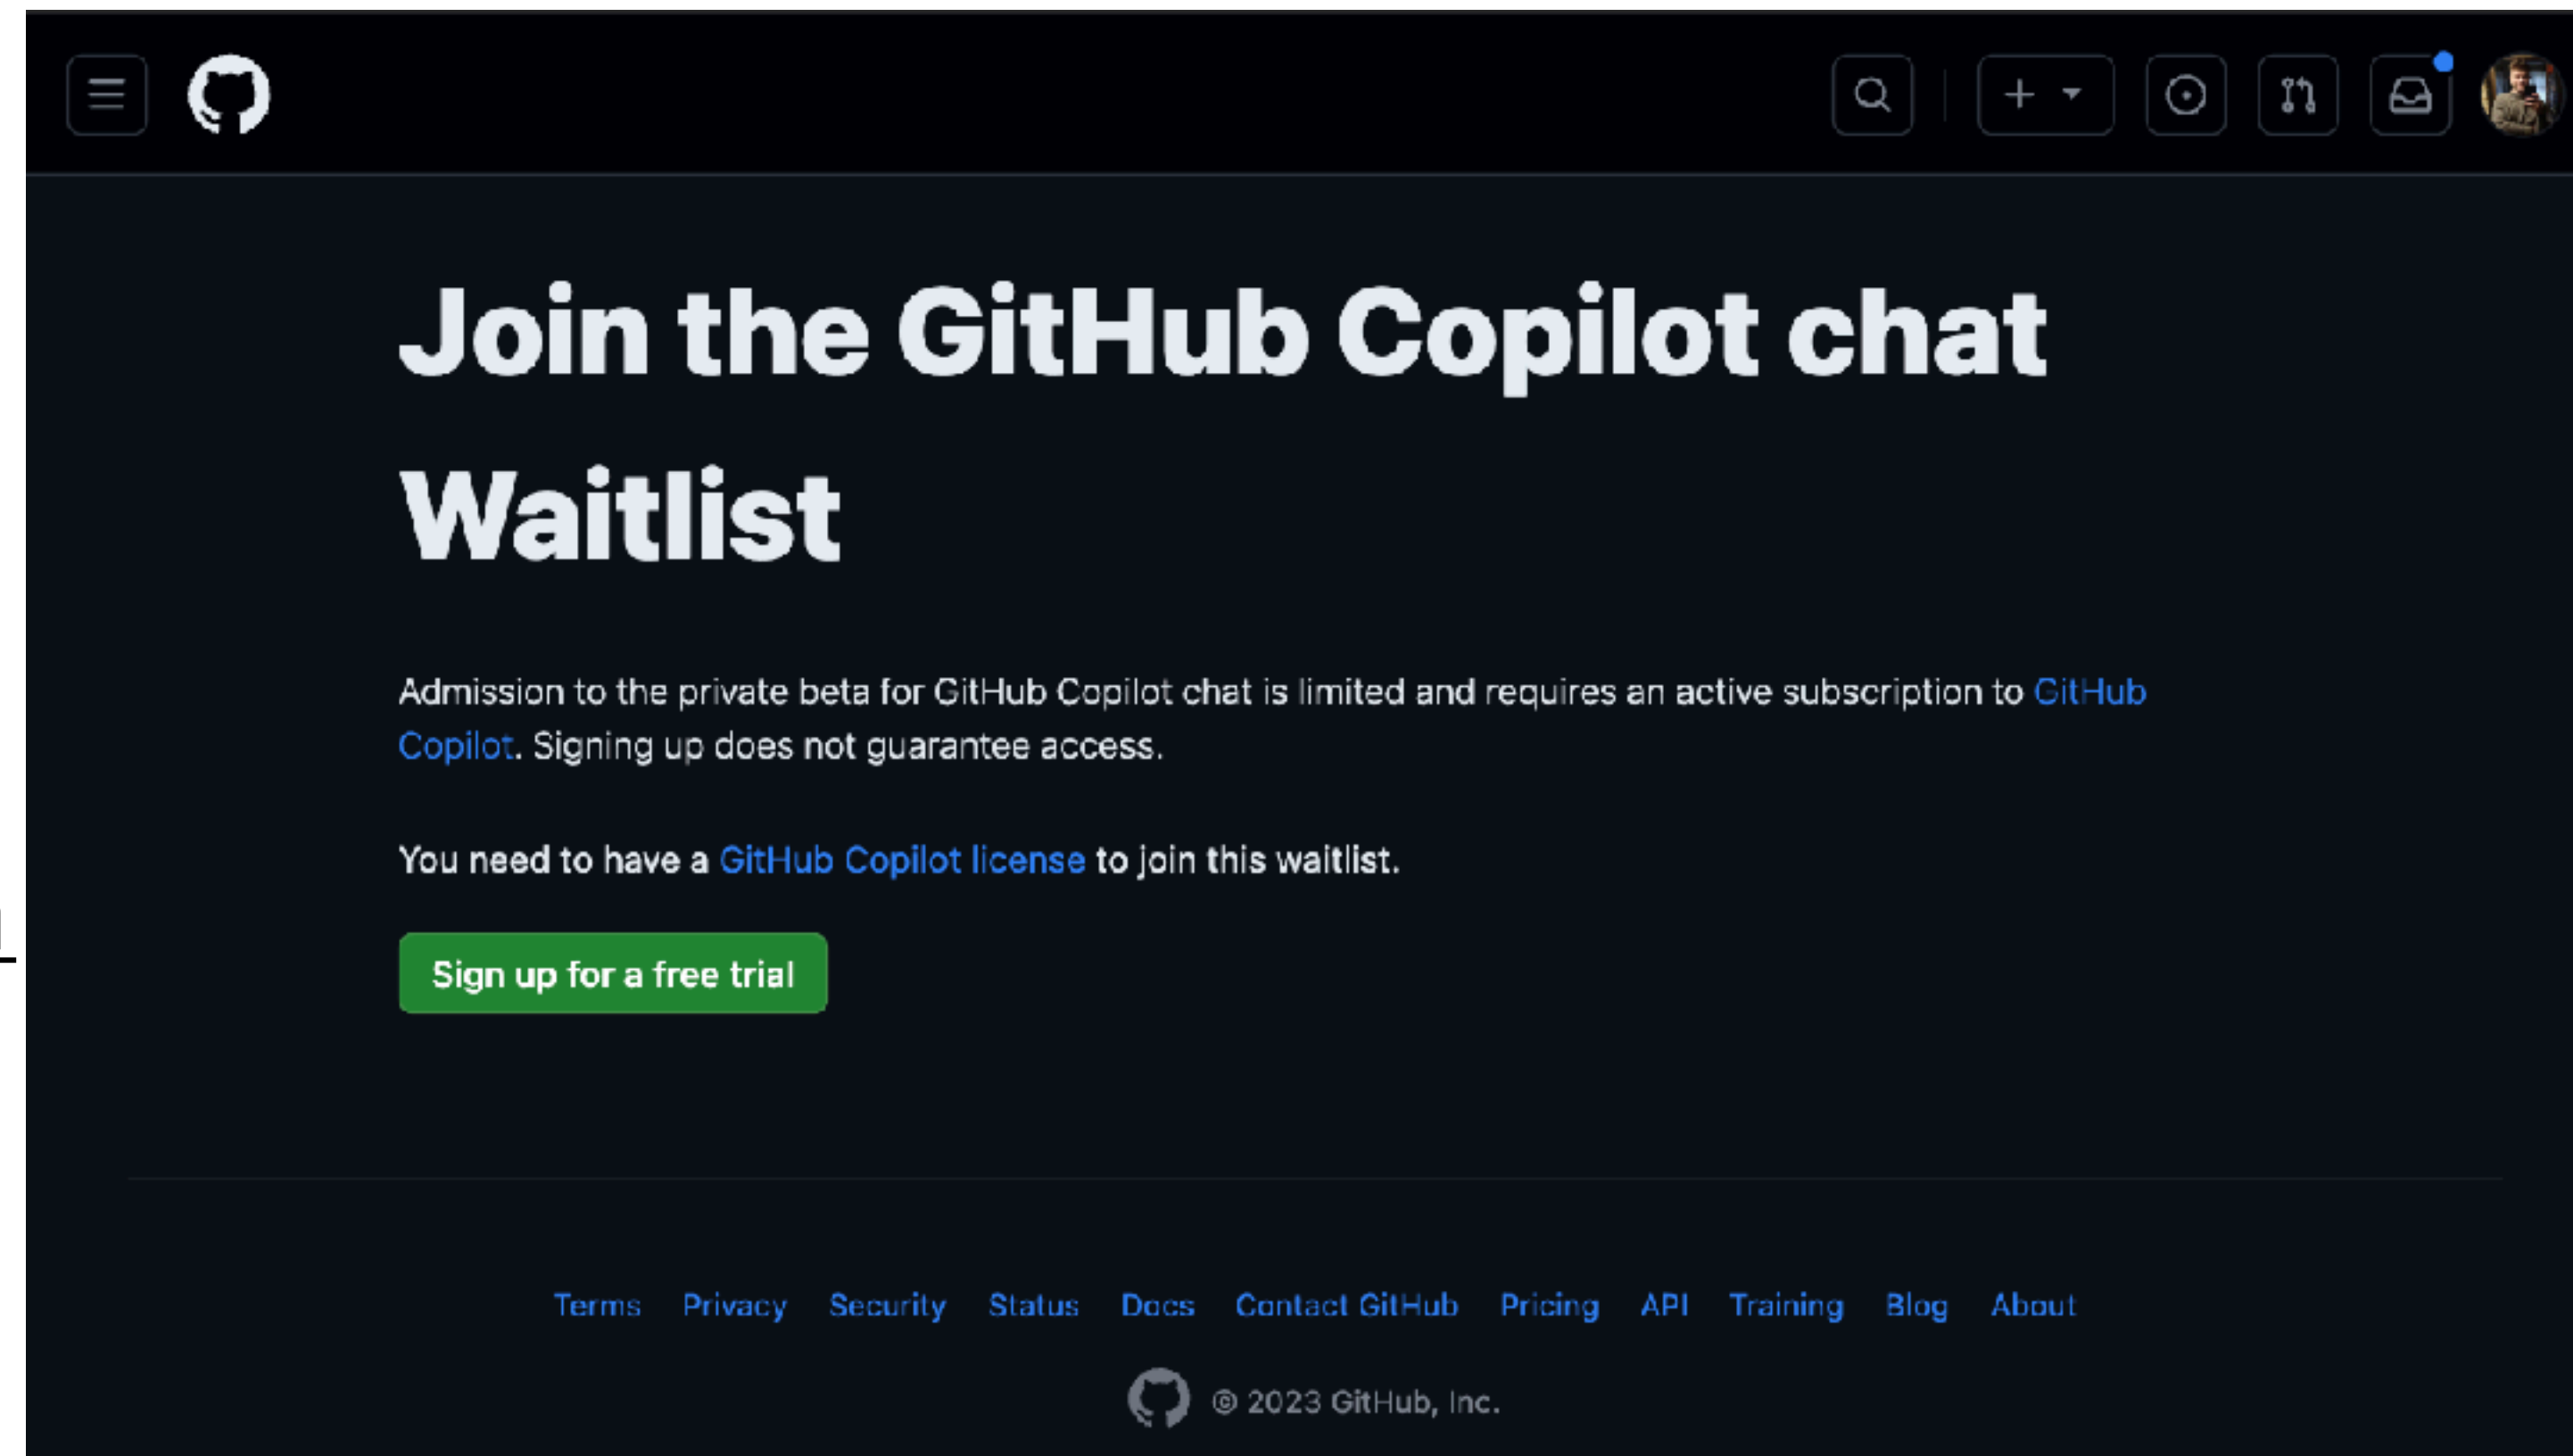 Join the GitHub Copilot chat
Waitlist
Admission to the private beta for GitHub Copilot chat is limited and requires an active subscription to GitHub
Copilot. Signing up does not guarantee access.
You need to have a GitHub Copilot license to join this waitlist.
Sign up for a free trial
Terms Privacy Security Status Docs Contact GitHub Pricing API Training Blog About
© 2023 GitHub, Inc.